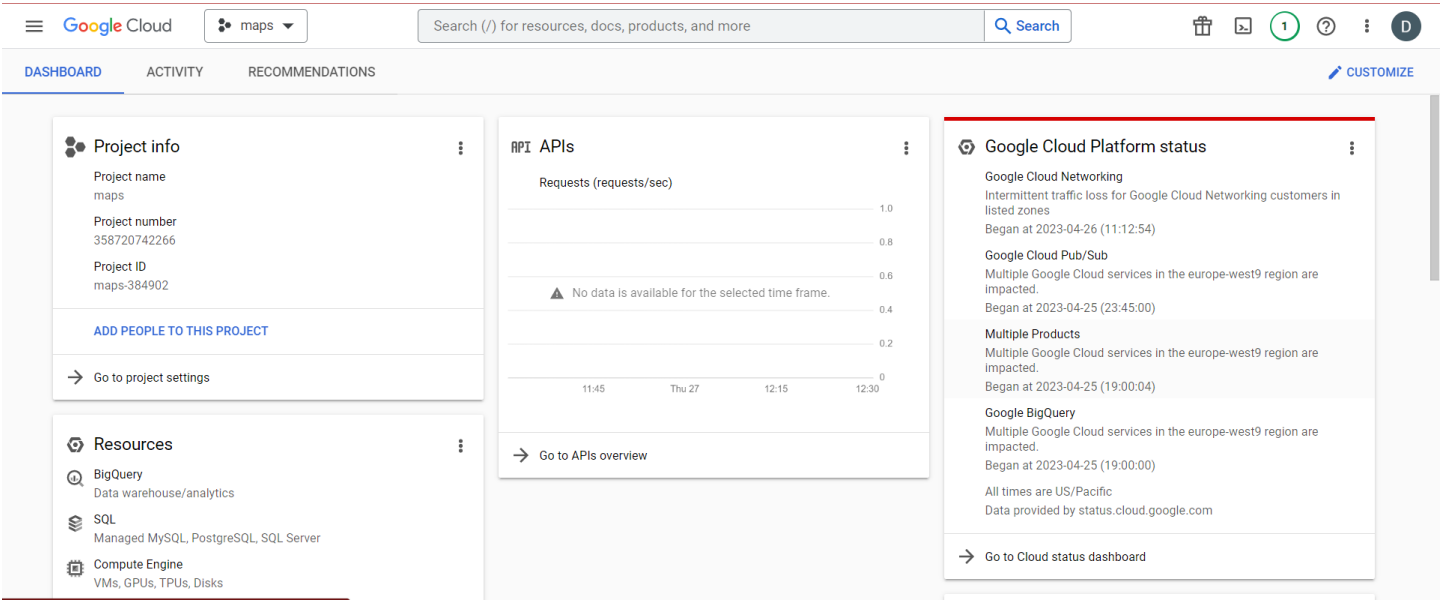 Google Cloud
maps
Search (/) for resources, docs, products, and more
Search
1
D
DASHBOARD
ACTIVITY
RECOMMENDATIONS
CUSTOMIZE
Project info
Project name
maps
Project number
358720742266
Project ID
maps-384902
ADD PEOPLE TO THIS PROJECT
Go to project settings
Resources
BigQuery
Data warehouse/analytics
SQL
Managed MySQL, PostgreSQL, SQL Server
Compute Engine
VMs, GPUs, TPUs, Disks
API APIs
Requests (requests/sec)
1.0
0.8
0.6
No data is available for the selected time frame.
0.4
0.2
0
11:45 Thu 27 12:15 12:30
Go to APIs overview
Google Cloud Platform status
Google Cloud Networking
Intermittent traffic loss for Google Cloud Networking customers in
listed zones
Began at 2023-04-26 (11:12:54)
Google Cloud Pub/Sub
Multiple Google Cloud services in the europe-west9 region are
impacted.
Began at 2023-04-25 (23:45:00)
Multiple Products
Multiple Google Cloud services in the europe-west9 region are
impacted.
Began at 2023-04-25 (19:00:04)
Google BigQuery
Multiple Google Cloud services in the europe-west9 region are
impacted.
Began at 2023-04-25 (19:00:00)
All times are US/Pacific
Data provided by status.cloud.google.com
Go to Cloud status dashboard